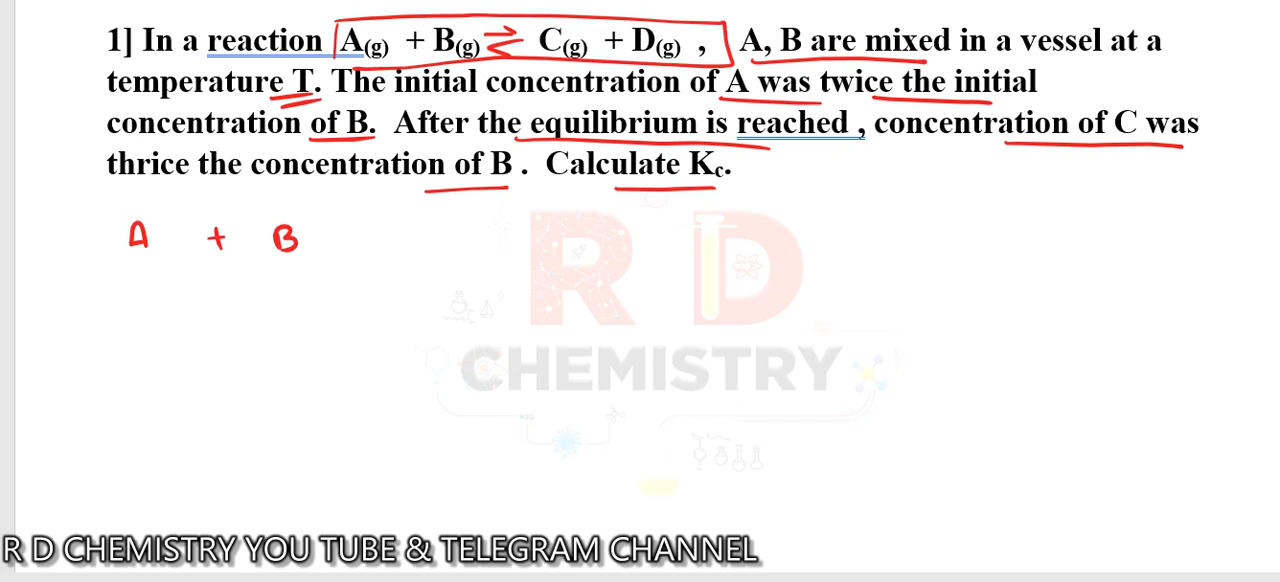 1] In a reaction A(g) + B(g) ⇌ C(g) + D(g) , A, B are mixed in a vessel at a
temperature T. The initial concentration of A was twice the initial
concentration of B. After the equilibrium is reached , concentration of C was
thrice the concentration of B . Calculate Kc.
A + B
R D
CHEMISTRY
R D CHEMISTRY YOU TUBE & TELEGRAM CHANNEL